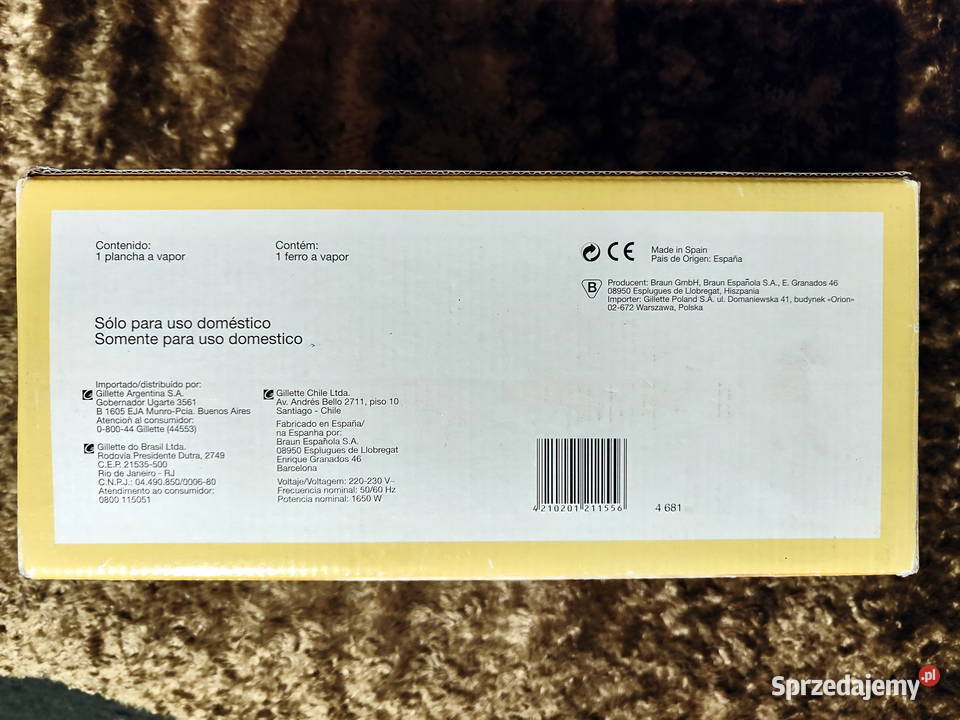 Contenido:
1 plancha a vapor
Contém:
1 ferro a vapor
CE
Made in Spain
Pais de Origen: España
B
Producent: Braun GmbH, Braun Española S.A., E. Granados 46
08950 Esplugues de Llobregat, Hiszpania
Importer: Gillette Poland S.A. ul. Domaniewska 41, budynek «Orion»
02-672 Warszawa, Polska
Sólo para uso doméstico
Somente para uso domestico
Importado/distribuído por:
Gillette Argentina S.A.
Gobernador Ugarte 3561
B 1605 EJA Munro-Pcia. Buenos Aires
Atención al consumidor:
0-800-44 Gillette (44553)
Gillette do Brasil Ltda.
Rodovia Presidente Dutra, 2749
C.E.P. 21535-500
Rio de Janeiro - RJ
C.N.P.J.: 04.490.850/0006-80
Atendimento ao consumidor:
0800 115051
Gillette Chile Ltda.
Av. Andrés Bello 2711, piso 10
Santiago - Chile
Fabricado en España/
na Espanha por:
Braun Española S.A.
08950 Esplugues de Llobregat
Enrique Granados 46
Barcelona
Voltaje/Voltagem: 220-230 V~
Frecuencia nominal: 50/60 Hz
Potencia nominal: 1650 W
4 210201 211556
4 681
Sprzedajemy.pl